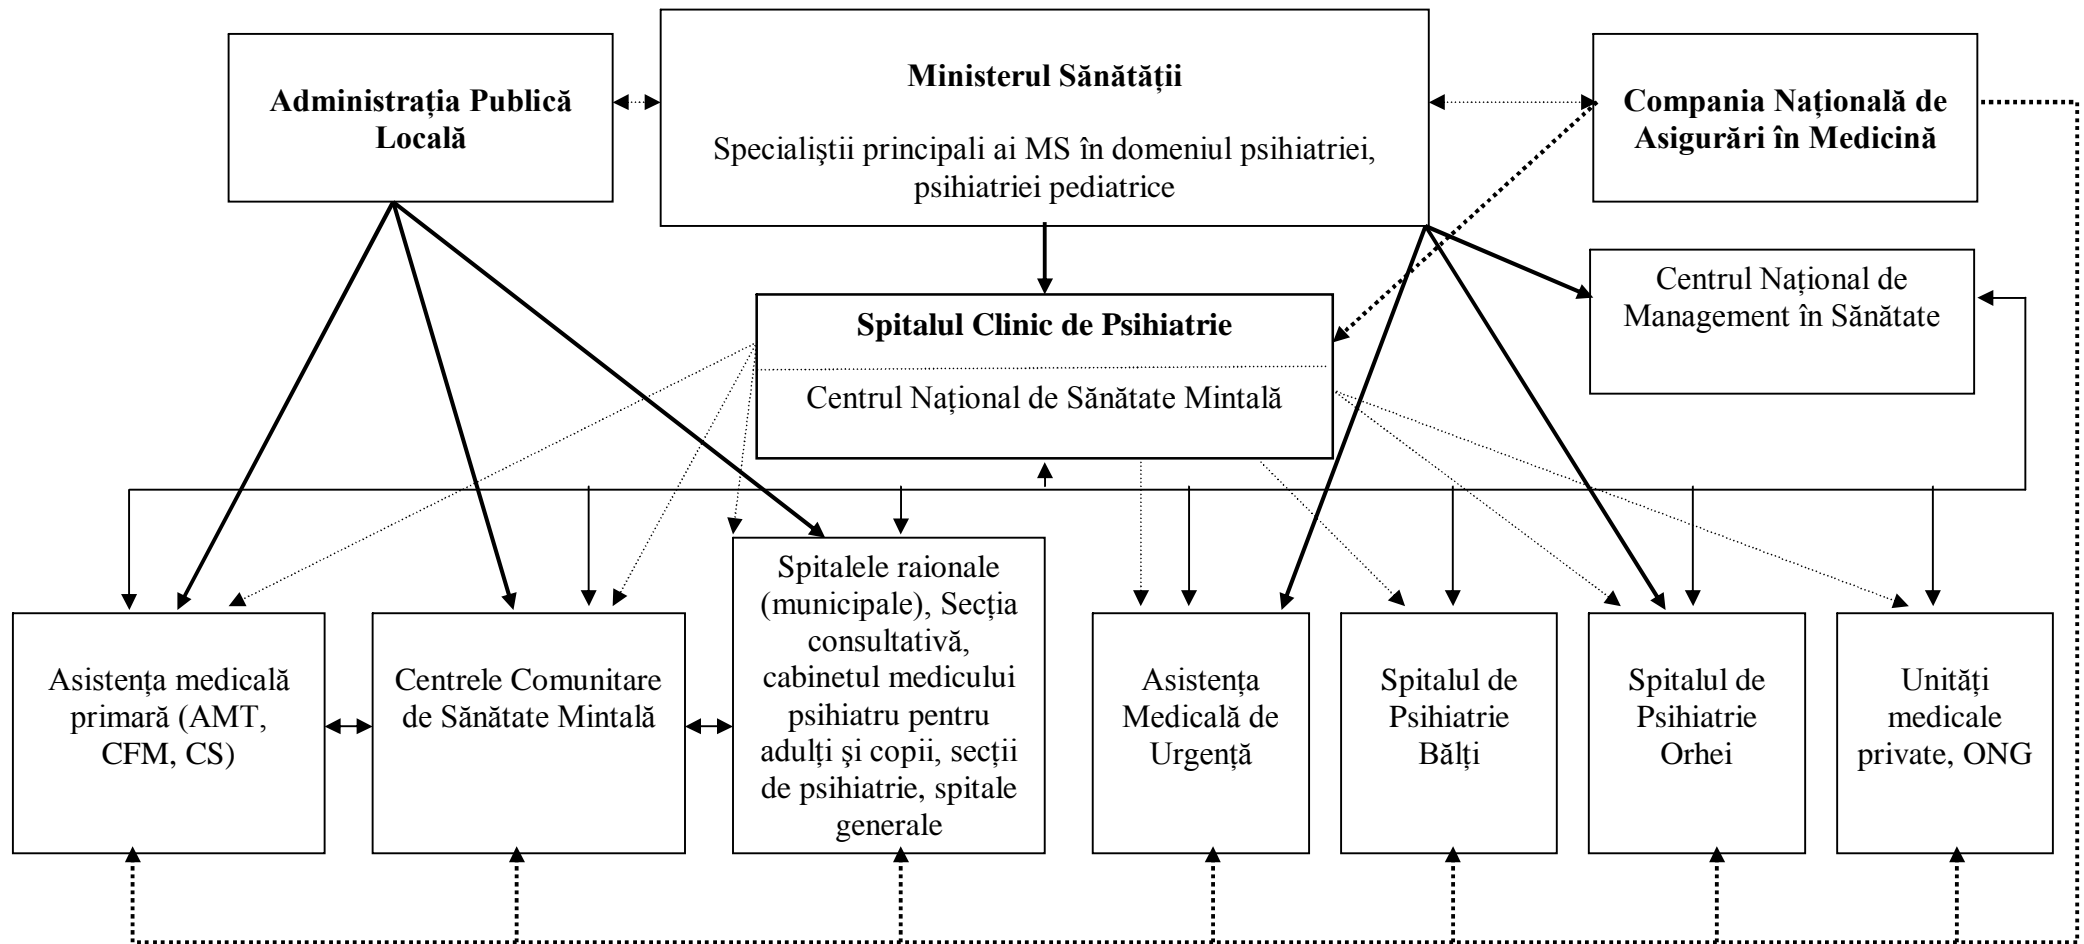 Administrația Publică
Locală
Ministerul Sănătății
Specialiştii principali ai MS în domeniul psihiatriei,
psihiatriei pediatrice
Compania Națională de
Asigurări în Medicină
Centrul Național de
Management în Sănătate
Spitalul Clinic de Psihiatrie
Centrul Național de Sănătate Mintală
Asistența medicală
primară (AMT,
CFM, CS)
Centrele Comunitare
de Sănătate Mintală
Spitalele raionale
(municipale), Secția
consultativă,
cabinetul medicului
psihiatru pentru
adulți şi copii, secții
de psihiatrie, spitale
generale
Asistența
Medicală de
Urgență
Spitalul de
Psihiatrie
Bălți
Spitalul de
Psihiatrie
Orhei
Unități
medicale
private, ONG